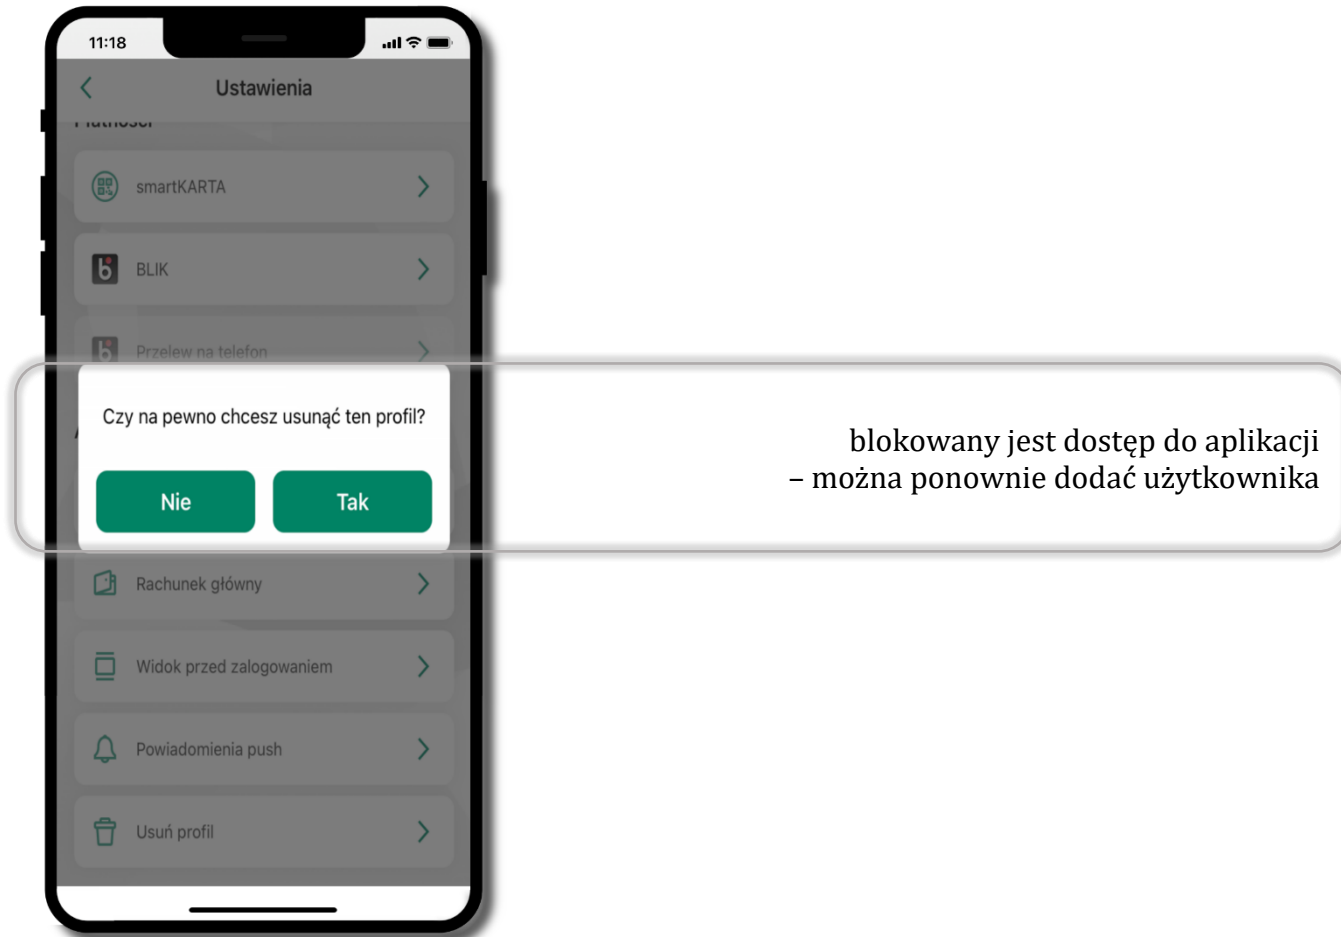 11:18
Ustawienia
Płatności
smartKARTA
BLIK
Przelew na telefon
Czy na pewno chcesz usunąć ten profil?
Nie
Tak
blokowany jest dostęp do aplikacji
– można ponownie dodać użytkownika
Rachunek główny
Widok przed zalogowaniem
Powiadomienia push
Usuń profil